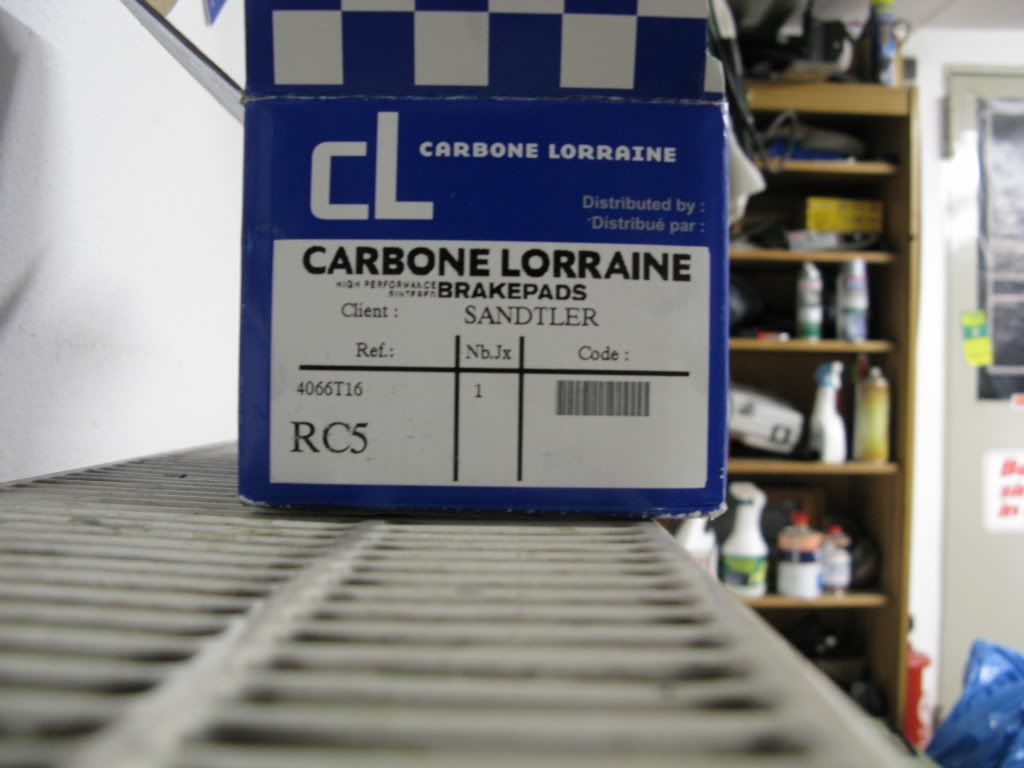 CL CARBONE LORRAINE
Distributed by :
Distribué par :
CARBONE LORRAINE
HIGH PERFORMANCE
SINTERED BRAKEPADS
Client : SANDTLER
Ref.: Nb.Jx Code :
4066T16 1
RC5